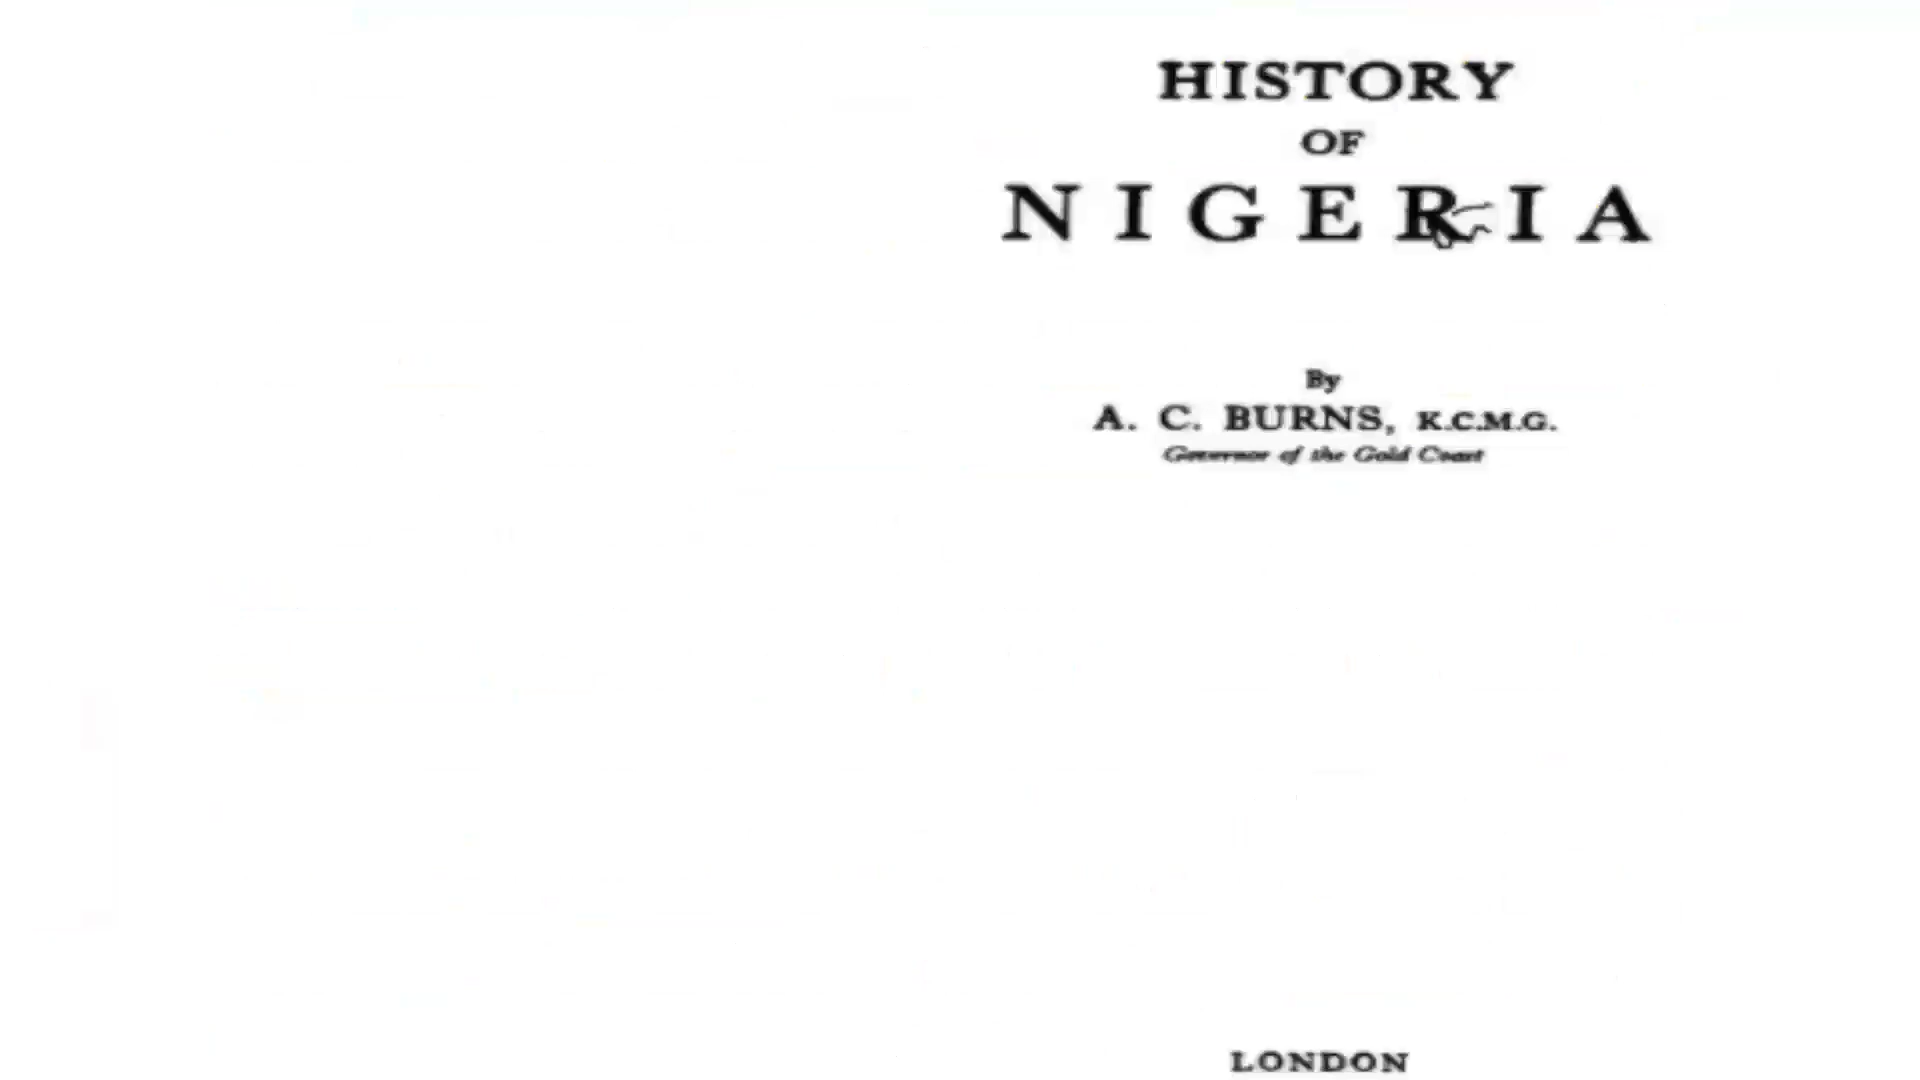 HISTORY
OF
NIGERIA
By
A. C. BURNS, K.C.M.G.
Governor of the Gold Coast
LONDON